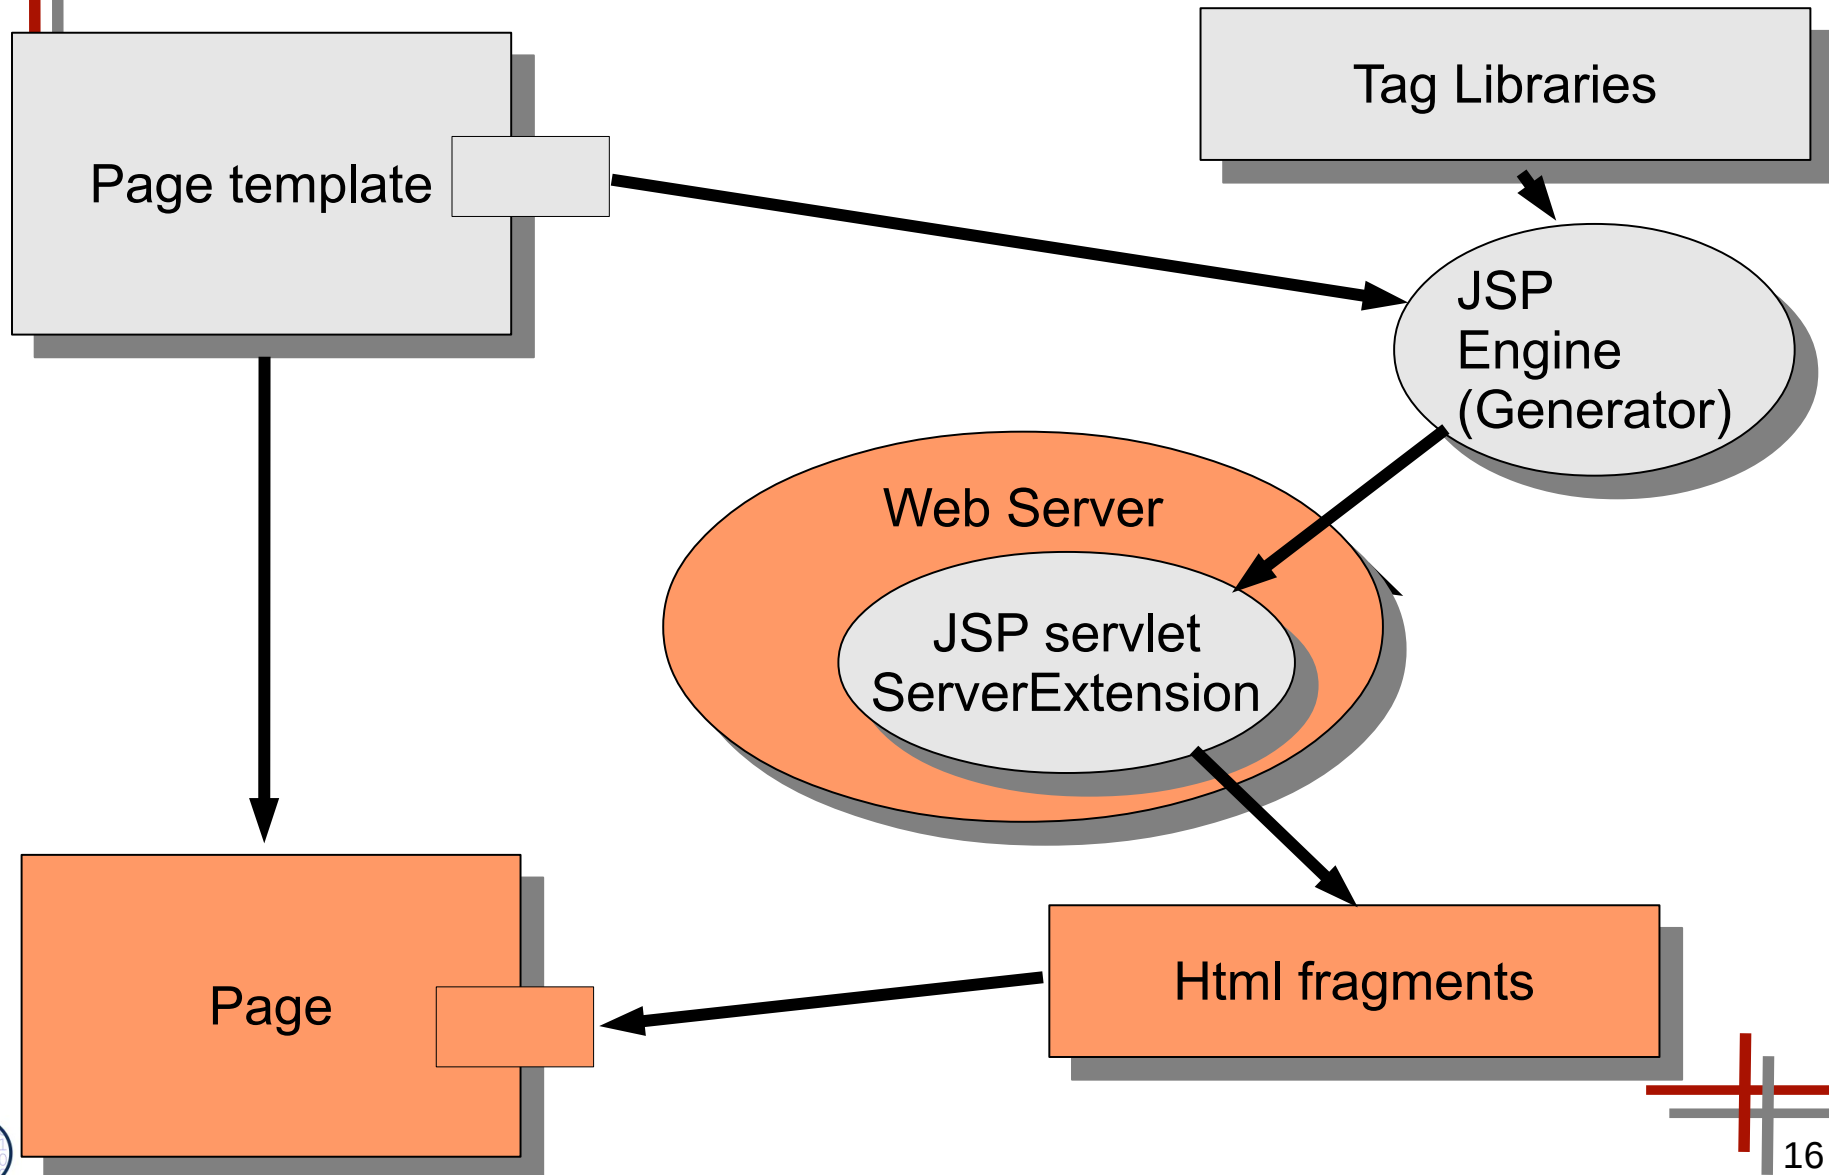 Tag Libraries
Page template
JSP
Engine
(Generator)
Web Server
JSP servlet
ServerExtension
Html fragments
Page
16